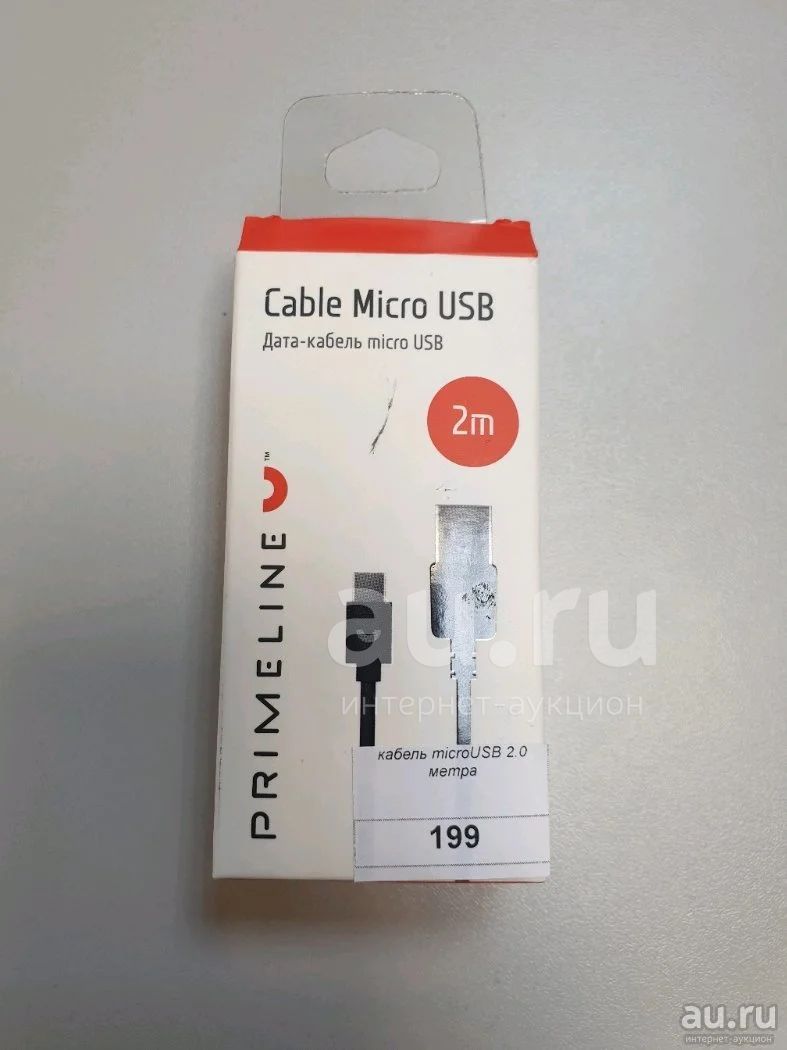 Cable Micro USB
Дата-кабель micro USB
2m
PRIMELINE ™
au.ru
интернет-аукцион
кабель microUSB 2.0
метра
199
au.ru
интернет-аукцион